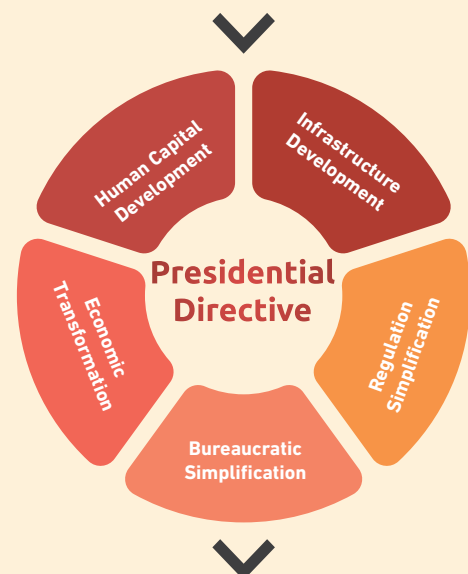 Human Capital
Development
Infrastructure
Development
Presidential
Directive
Economic
Transformation
Regulation
Simplification
Bureaucratic
Simplification